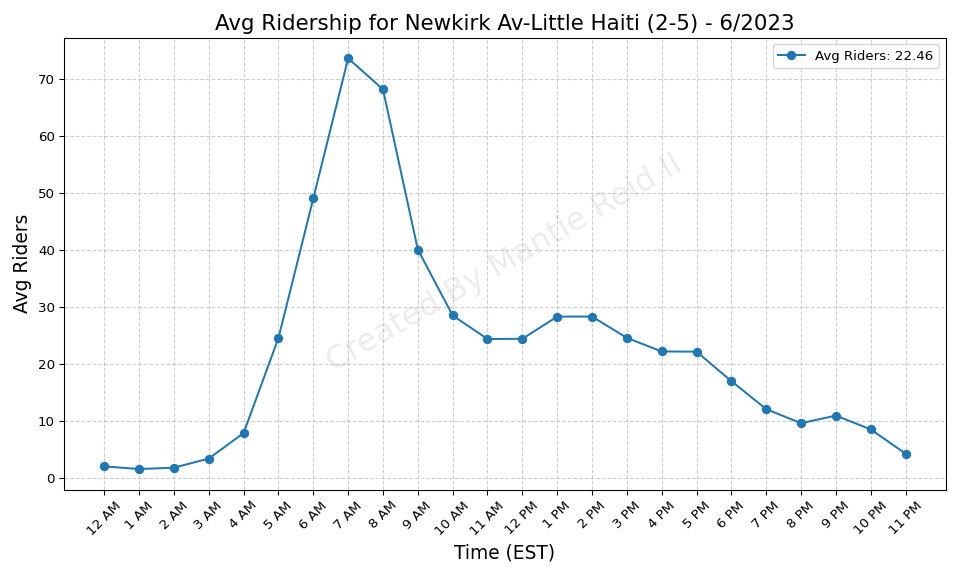 Avg Ridership for Newkirk Av-Little Haiti (2-5) - 6/2023
Avg Riders: 22.46
70
60
50
40
30
20
10
0
Avg Riders
Created By Mantie Reid II
12 AM
1 AM
2 AM
3 AM
4 AM
5 AM
6 AM
7 AM
8 AM
9 AM
10 AM
11 AM
12 PM
1 PM
2 PM
3 PM
4 PM
5 PM
6 PM
7 PM
8 PM
9 PM
10 PM
11 PM
Time (EST)